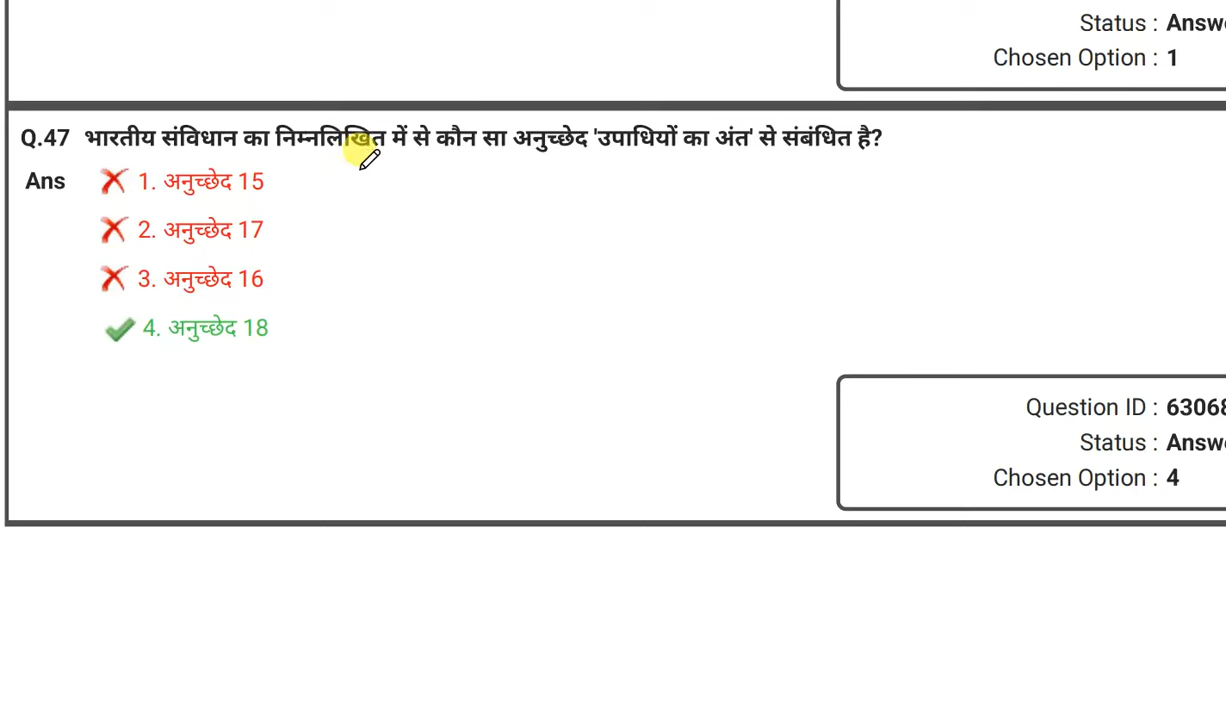 Status : Answ
Chosen Option : 1
Q.47 भारतीय संविधान का निम्नलिखित में से कौन सा अनुच्छेद 'उपाधियों का अंत' से संबंधित है?
Ans 1. अनुच्छेद 15
2. अनुच्छेद 17
3. अनुच्छेद 16
4. अनुच्छेद 18
Question ID : 63068
Status : Answ
Chosen Option : 4